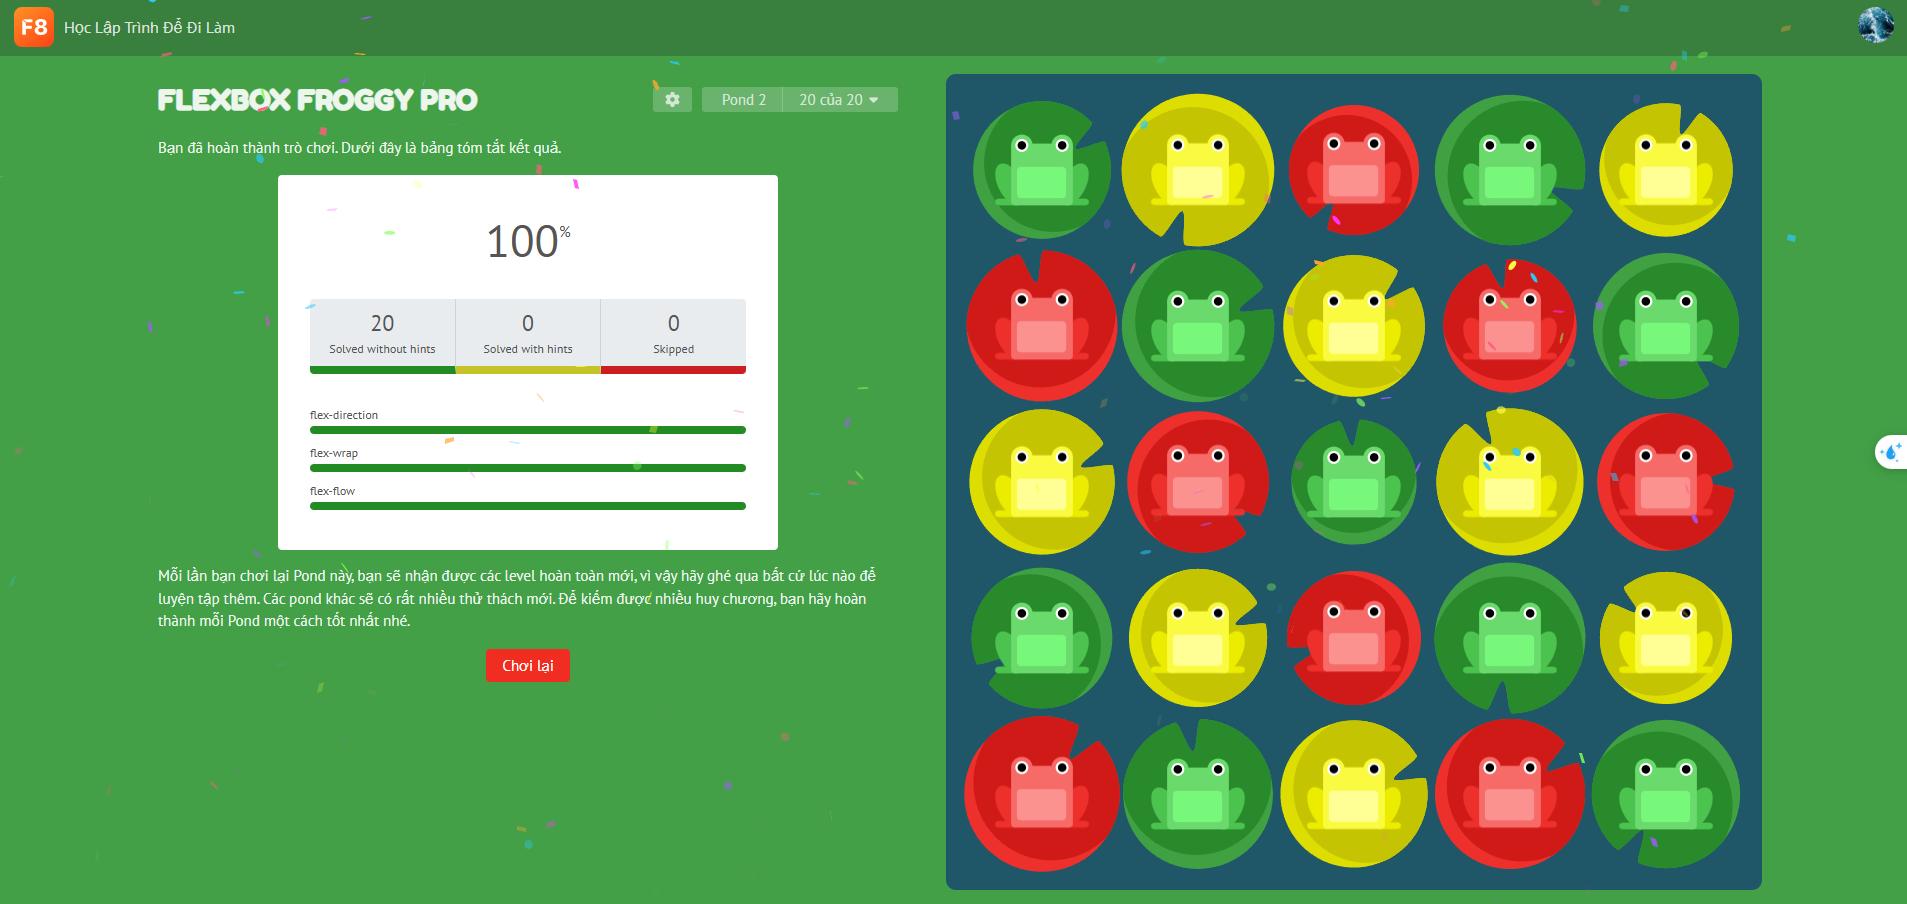 F8 Học Lập Trình Để Đi Làm
FLEXBOX FROGGY PRO
Pond 2
20 của 20
Bạn đã hoàn thành trò chơi. Dưới đây là bảng tóm tắt kết quả.
100%
20
Solved without hints
0
Solved with hints
0
Skipped
flex-direction
flex-wrap
flex-flow
Mỗi lần bạn chơi lại Pond này, bạn sẽ nhận được các level hoàn toàn mới, vì vậy hãy ghé qua bất cứ lúc nào để
luyện tập thêm. Các pond khác sẽ có rất nhiều thử thách mới. Để kiếm được nhiều huy chương, bạn hãy hoàn
thành mỗi Pond một cách tốt nhất nhé.
Chơi lại